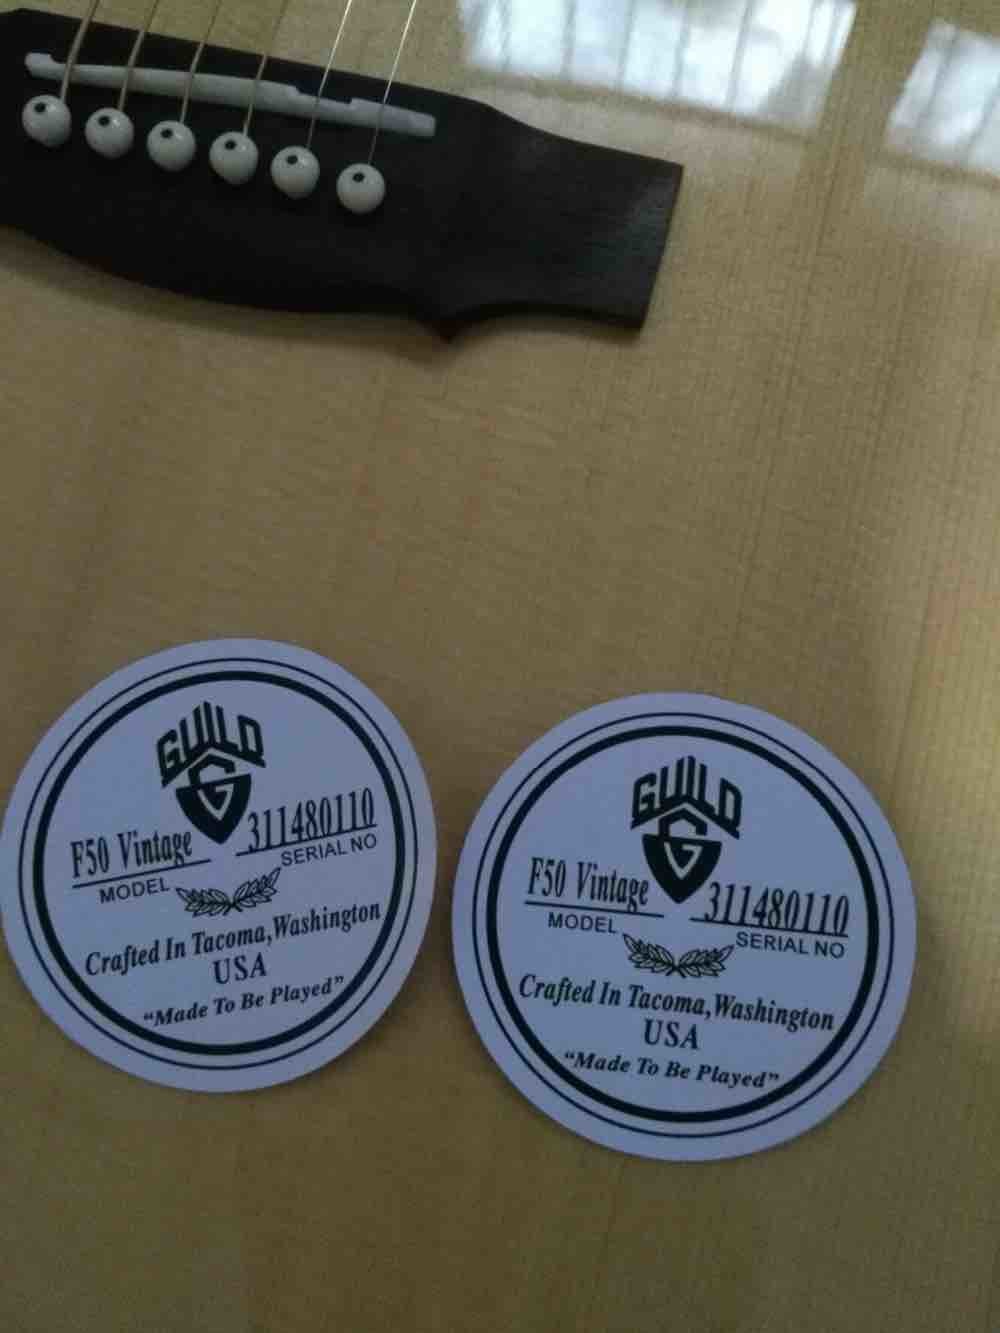 GUILD
G
F50 Vintage 311480110
MODEL SERIAL NO
Crafted In Tacoma,Washington
USA
“Made To Be Played”
GUILD
G
F50 Vintage 311480110
MODEL SERIAL NO
Crafted In Tacoma,Washington
USA
“Made To Be Played”